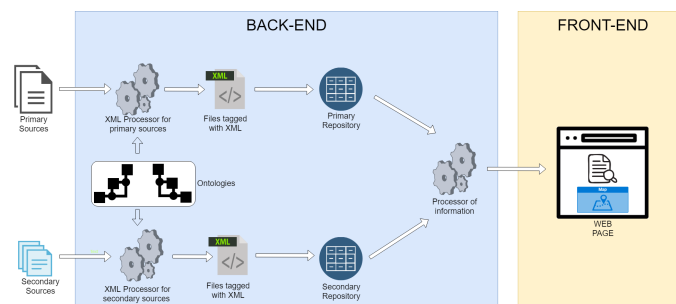 BACK-END
FRONT-END
XML
Primary
Sources
XML Processor for
primary sources
Files tagged
with XML
Primary
Repository
Ontologies
Processor of
information
Map
WEB
PAGE
XML
Secondary
Sources
XML Processor for
secondary sources
Files tagged
with XML
Secondary
Repository